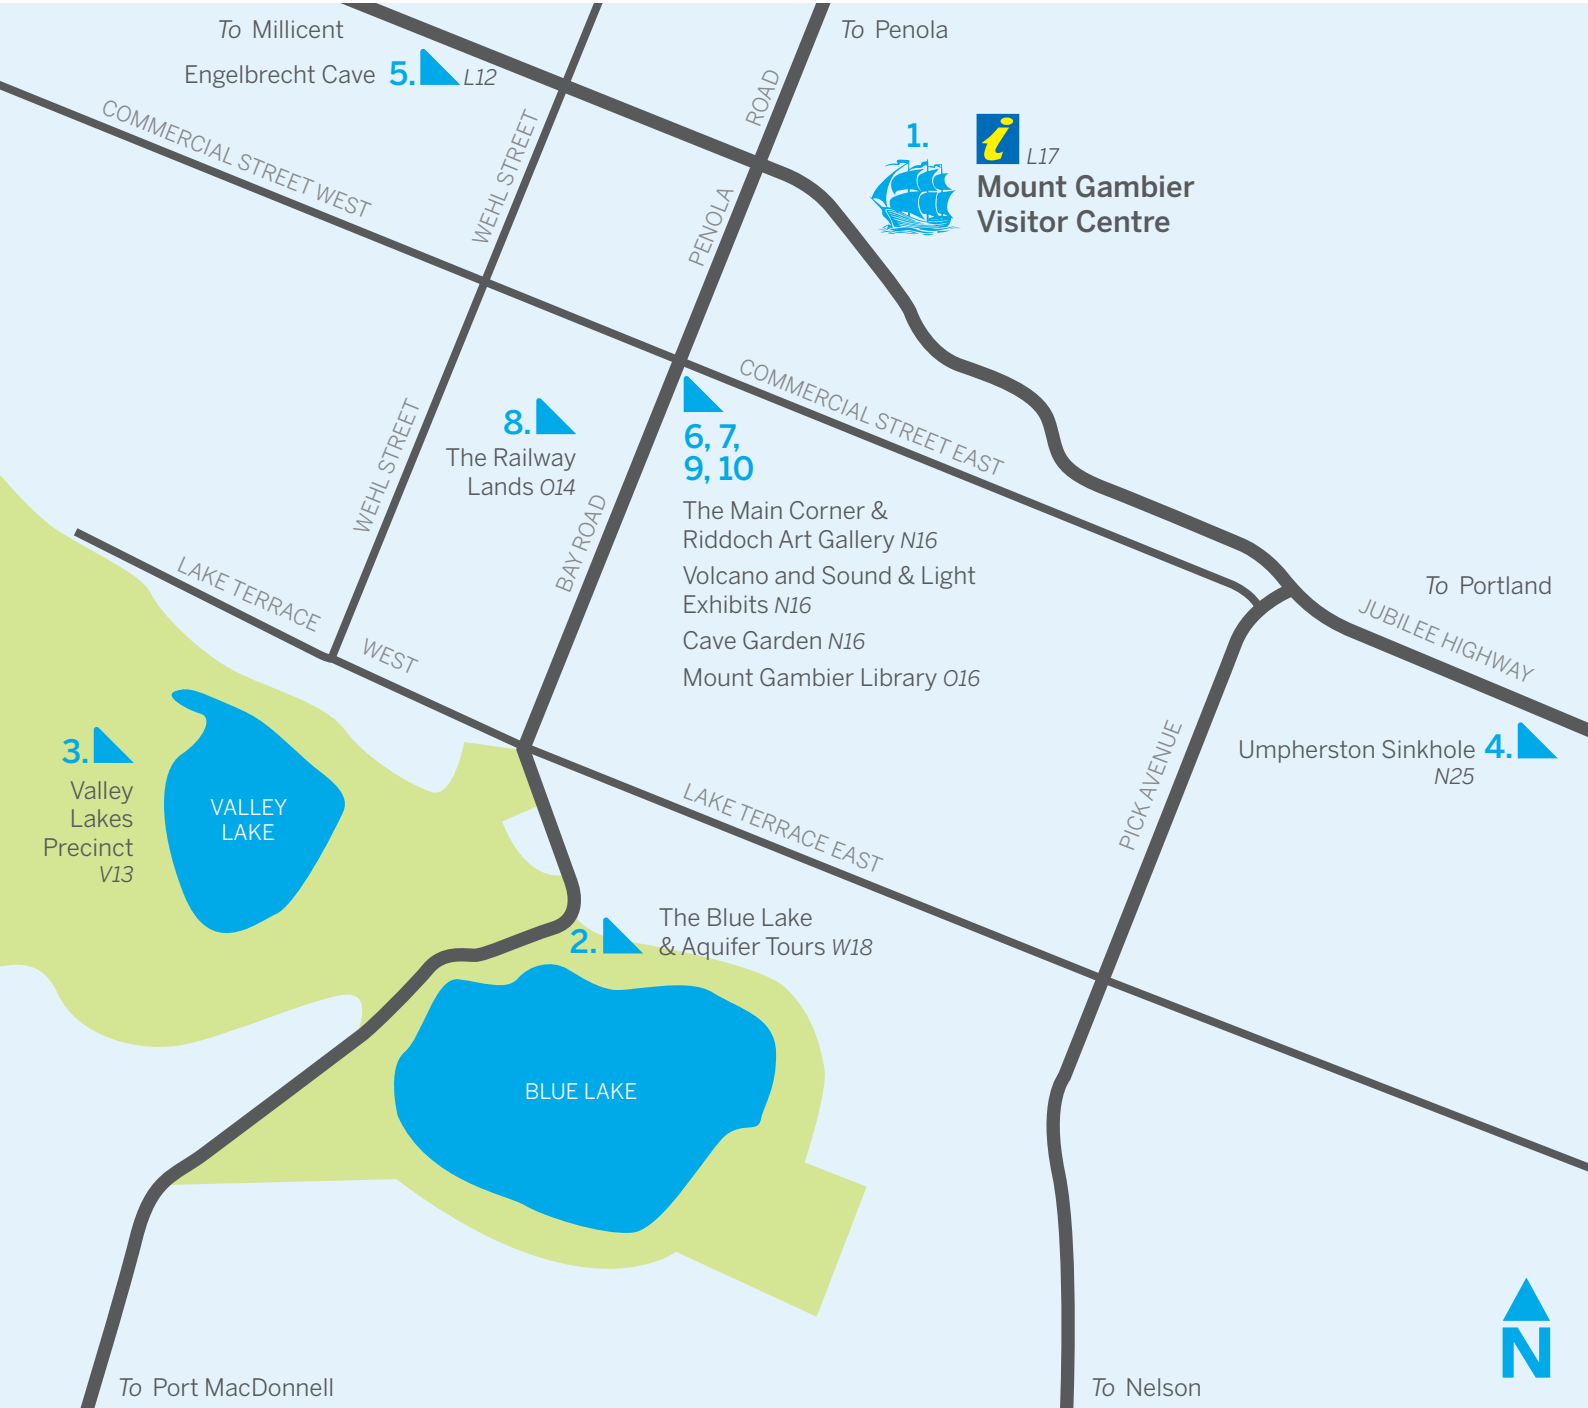 To Millicent
To Penola
Engelbrecht Cave 5. L12
COMMERCIAL STREET WEST
WEHL STREET
ROAD
PENOLA
1.
i L17
Mount Gambier
Visitor Centre
COMMERCIAL STREET EAST
WEHL STREET
8.
The Railway
Lands O14
BAY ROAD
6, 7,
9, 10
The Main Corner &
Riddoch Art Gallery N16
Volcano and Sound & Light
Exhibits N16
Cave Garden N16
Mount Gambier Library O16
To Portland
JUBILEE HIGHWAY
LAKE TERRACE
WEST
3.
Valley
Lakes
Precinct
V13
VALLEY
LAKE
LAKE TERRACE EAST
PICK AVENUE
Umpherston Sinkhole 4.
N25
2.
The Blue Lake
& Aquifer Tours W18
BLUE LAKE
N
To Port MacDonnell
To Nelson